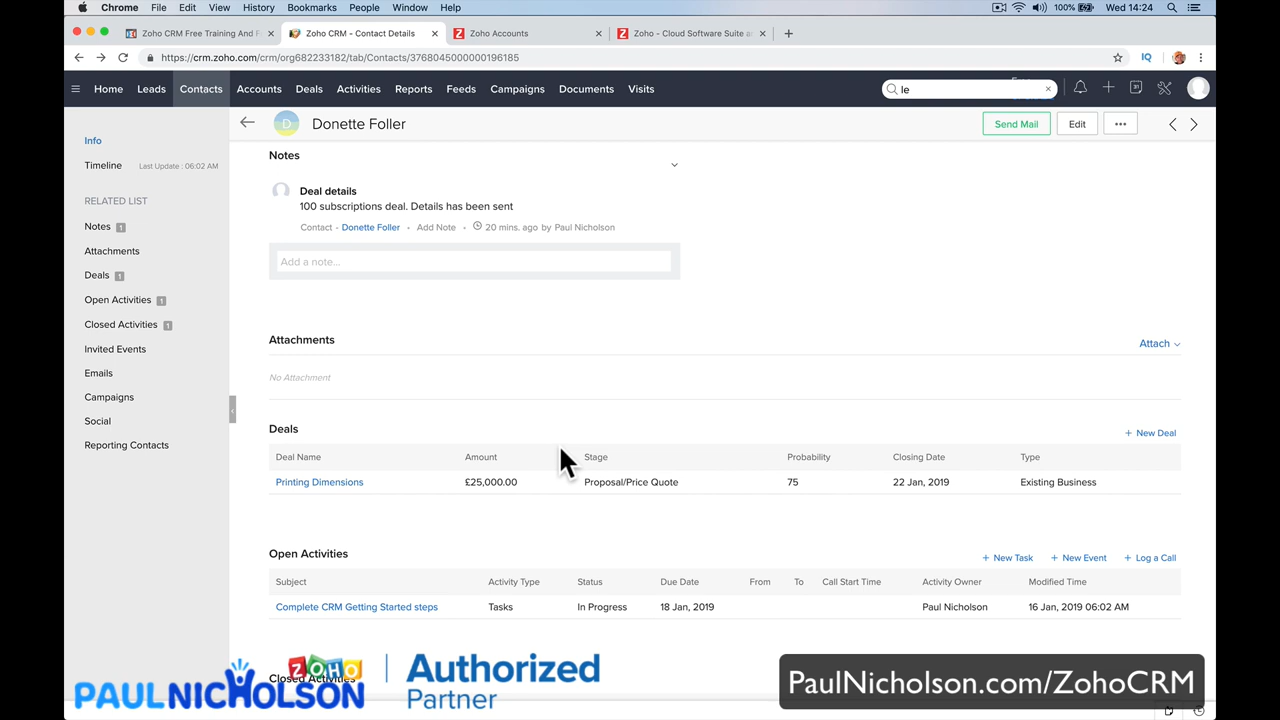 Chrome File Edit View History Bookmarks People Window Help 100% Wed 14:24
Zoho CRM Free Training And × Zoho CRM - Contact Details × Zoho Accounts × Zoho - Cloud Software Suite a × +
https://crm.zoho.com/crm/org682233182/tab/Contacts/3768045000000196185 IQ
Home Leads Contacts Accounts Deals Activities Reports Feeds Campaigns Documents Visits le ×
D Donette Foller Send Mail Edit •••
Info
Timeline Last Update : 06:02 AM
RELATED LIST
Notes 1
Attachments
Deals 1
Open Activities 1
Closed Activities 1
Invited Events
Emails
Campaigns
Social
Reporting Contacts
Notes
Deal details
100 subscriptions deal. Details has been sent
Contact - Donette Foller • Add Note • 20 mins. ago by Paul Nicholson
Add a note...
Attachments Attach
No Attachment
Deals + New Deal
Deal Name Amount Stage Probability Closing Date Type
Printing Dimensions £25,000.00 Proposal/Price Quote 75 22 Jan, 2019 Existing Business
Open Activities + New Task + New Event + Log a Call
Subject Activity Type Status Due Date From To Call Start Time Activity Owner Modified Time
Complete CRM Getting Started steps Tasks In Progress 18 Jan, 2019 Paul Nicholson 16 Jan, 2019 06:02 AM
Closed Activities
ZOHO
PAULNICHOLSON
Authorized
Partner
PaulNicholson.com/ZohoCRM